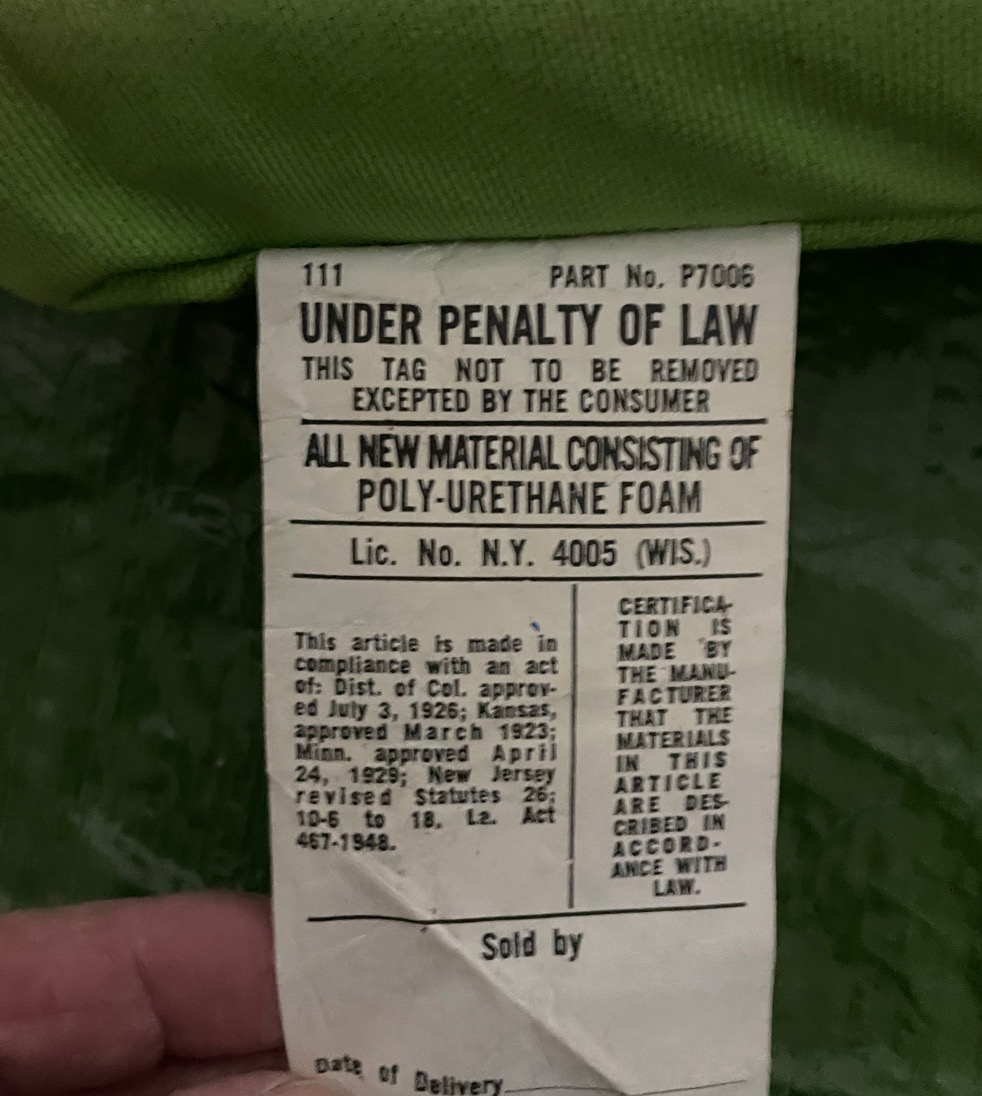 111 PART No. P7006
UNDER PENALTY OF LAW
THIS TAG NOT TO BE REMOVED
EXCEPTED BY THE CONSUMER
ALL NEW MATERIAL CONSISTING OF
POLY-URETHANE FOAM
Lic. No. N.Y. 4005 (WIS.)
This article is made in
compliance with an act
of: Dist. of Col. approv-
ed July 3, 1926; Kansas,
approved March 1923;
Minn. approved April
24, 1929; New Jersey
revised Statutes 26:
10-6 to 18. La. Act
467-1948.
CERTIFICA-
TION IS
MADE BY
THE MANU-
FACTURER
THAT THE
MATERIALS
IN THIS
ARTICLE
ARE DES-
CRIBED IN
ACCORD-
ANCE WITH
LAW.
Sold by
Date of Delivery